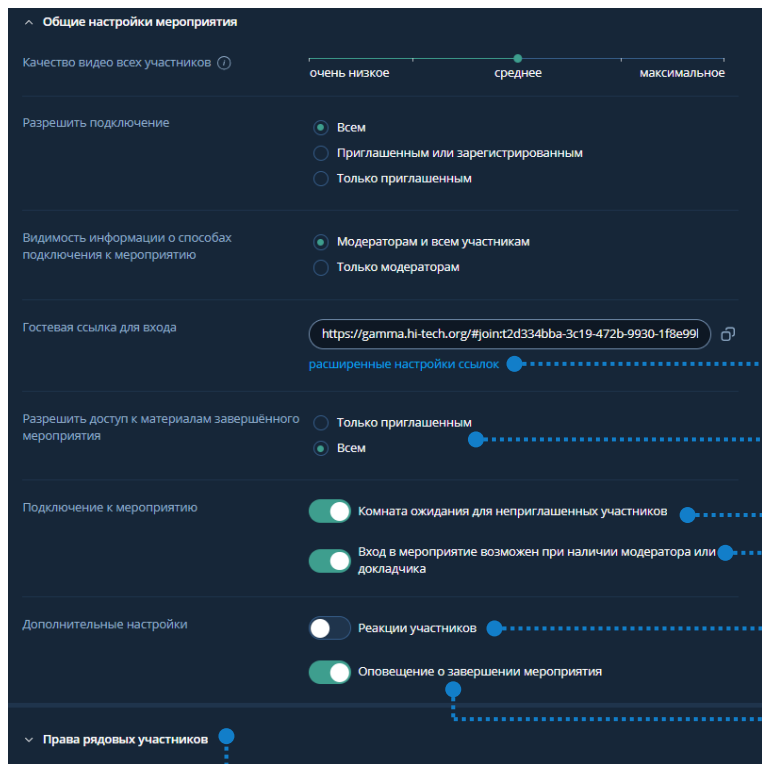 Общие настройки мероприятия
Качество видео всех участников
очень низкое среднее максимальное
Разрешить подключение
Всем
Приглашенным или зарегистрированным
Только приглашенным
Видимость информации о способах
подключения к мероприятию
Модераторам и всем участникам
Только модераторам
Гостевая ссылка для входа
https://gamma.hi-tech.org/#join:t2d334bba-3c19-472b-9930-1f8e99
расширенные настройки ссылок
Разрешить доступ к материалам завершённого
мероприятия
Только приглашенным
Всем
Подключение к мероприятию
Комната ожидания для неприглашенных участников
Вход в мероприятие возможен при наличии модератора или
докладчика
Дополнительные настройки
Реакции участников
Оповещение о завершении мероприятия
Права рядовых участников